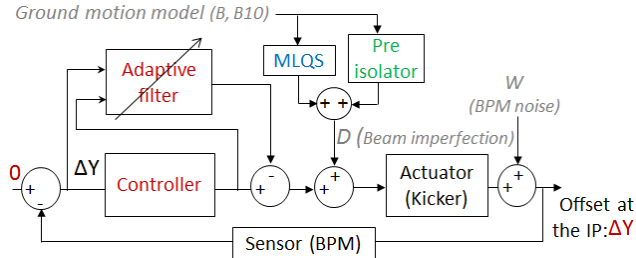 Ground motion model (B, B10)
Adaptive
filter
MLQS
Pre
isolator
+ +
W
(BPM noise)
D (Beam imperfection)
0
+
-
ΔY
Controller
-
+
+
+
Actuator
(Kicker)
+
+
Offset at
the IP:ΔY
Sensor (BPM)